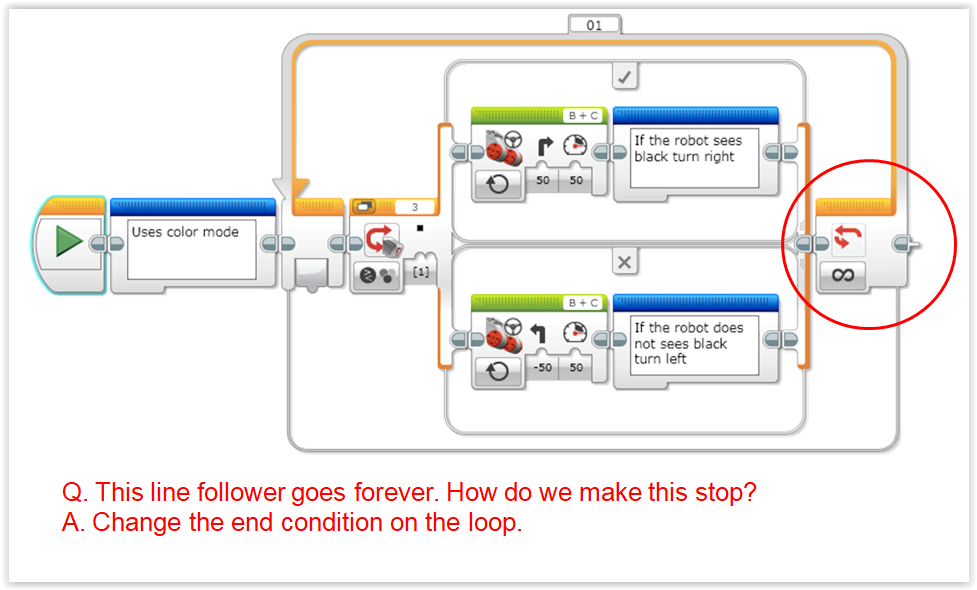 01
B + C
If the robot sees
black turn right
50 50
Uses color mode
3
[1]
B + C
If the robot does
not sees black
turn left
-50 50
Q. This line follower goes forever. How do we make this stop?
A. Change the end condition on the loop.